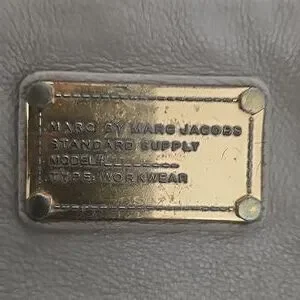 MARC BY MARC JACOBS
STANDARD SUPPLY
MODEL#
TYPE: WORKWEAR